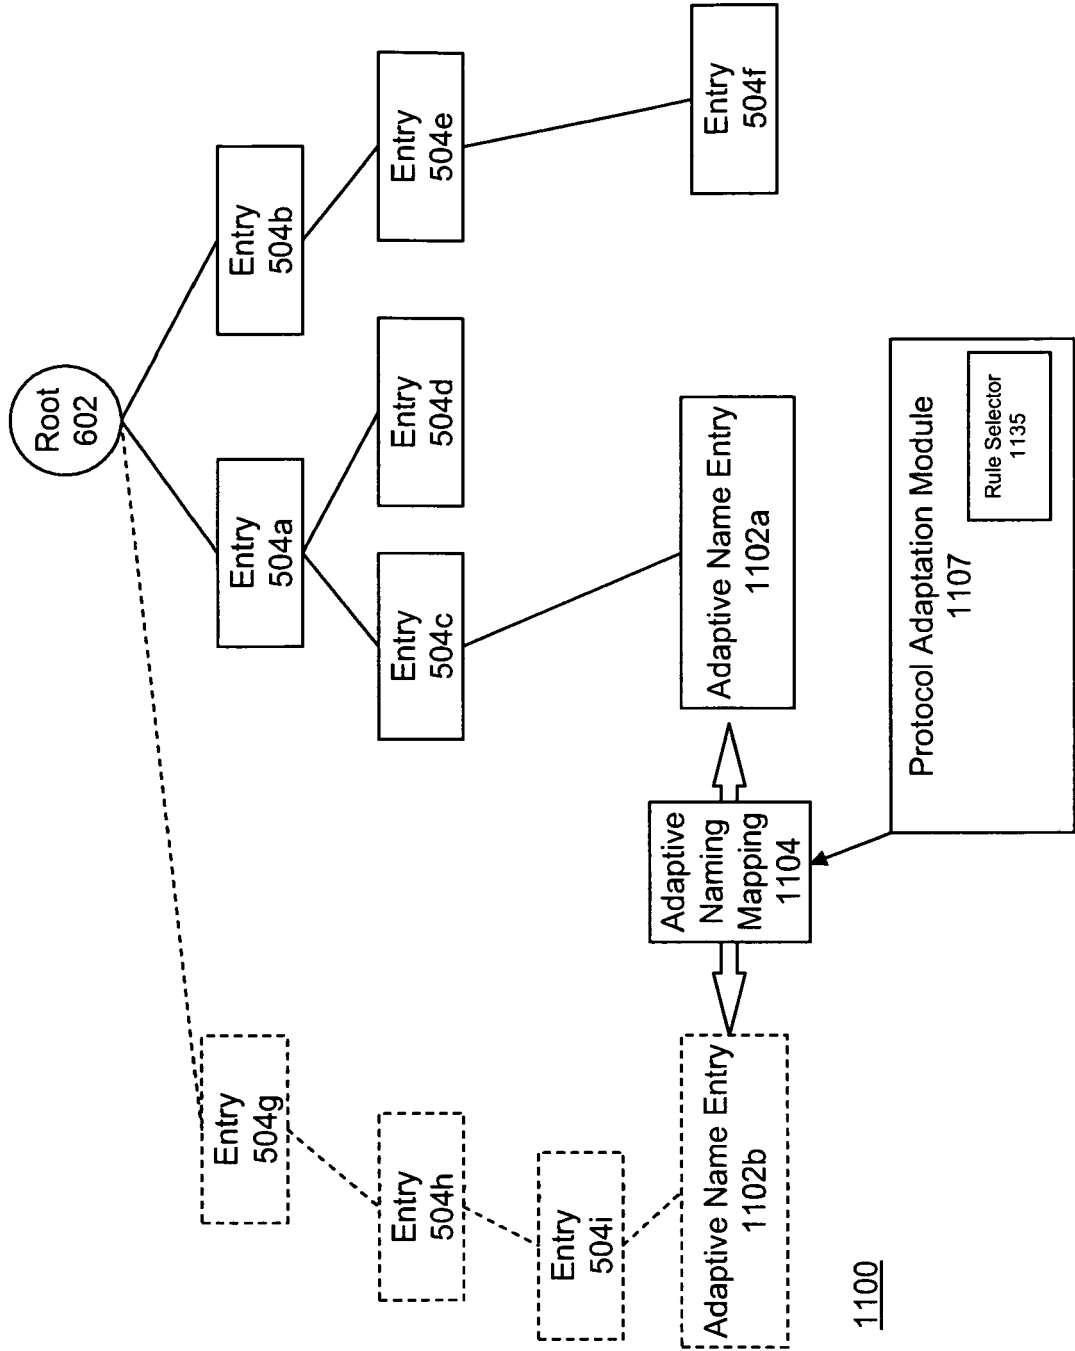 Root
602
Entry
504g
Entry
504a
Entry
504b
Entry
504h
Entry
504c
Entry
504d
Entry
504e
Entry
504i
Adaptive Name Entry
1102b
Adaptive
Naming
Mapping
1104
Adaptive Name Entry
1102a
Entry
504f
Protocol Adaptation Module
1107
Rule Selector
1135
1100